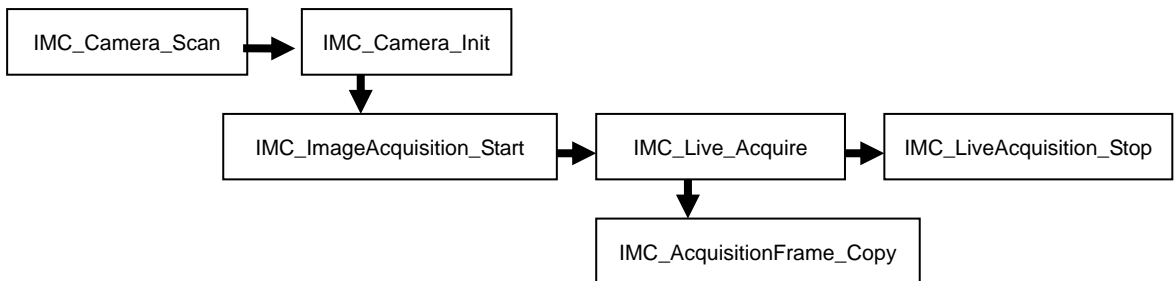 IMC_Camera_Scan
IMC_Camera_Init
IMC_ImageAcquisition_Start
IMC_Live_Acquire
IMC_LiveAcquisition_Stop
IMC_AcquisitionFrame_Copy